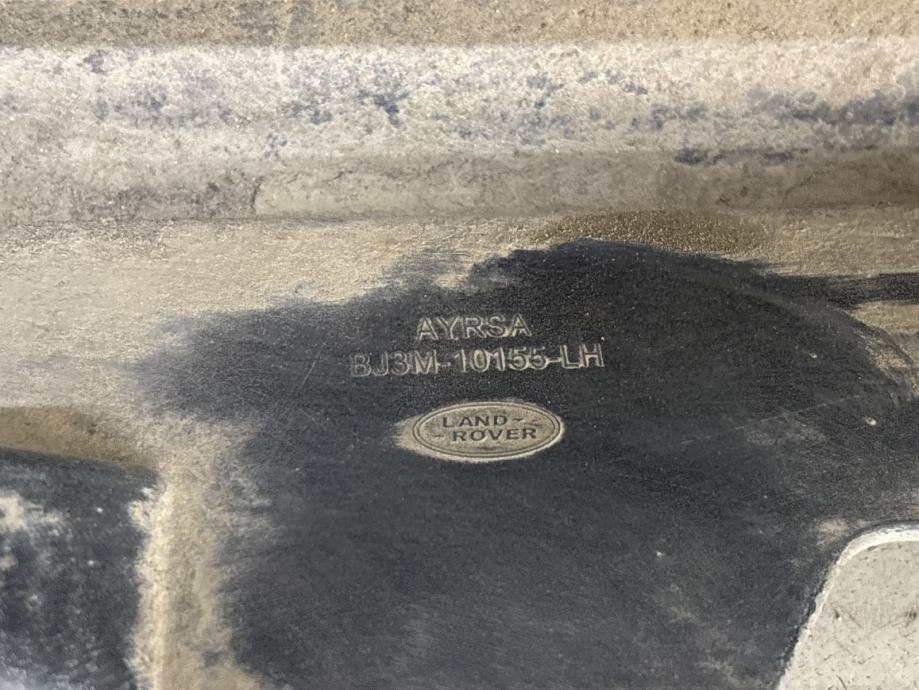 AYRSA
BJ3M-10155-LH
LAND-
-ROVER